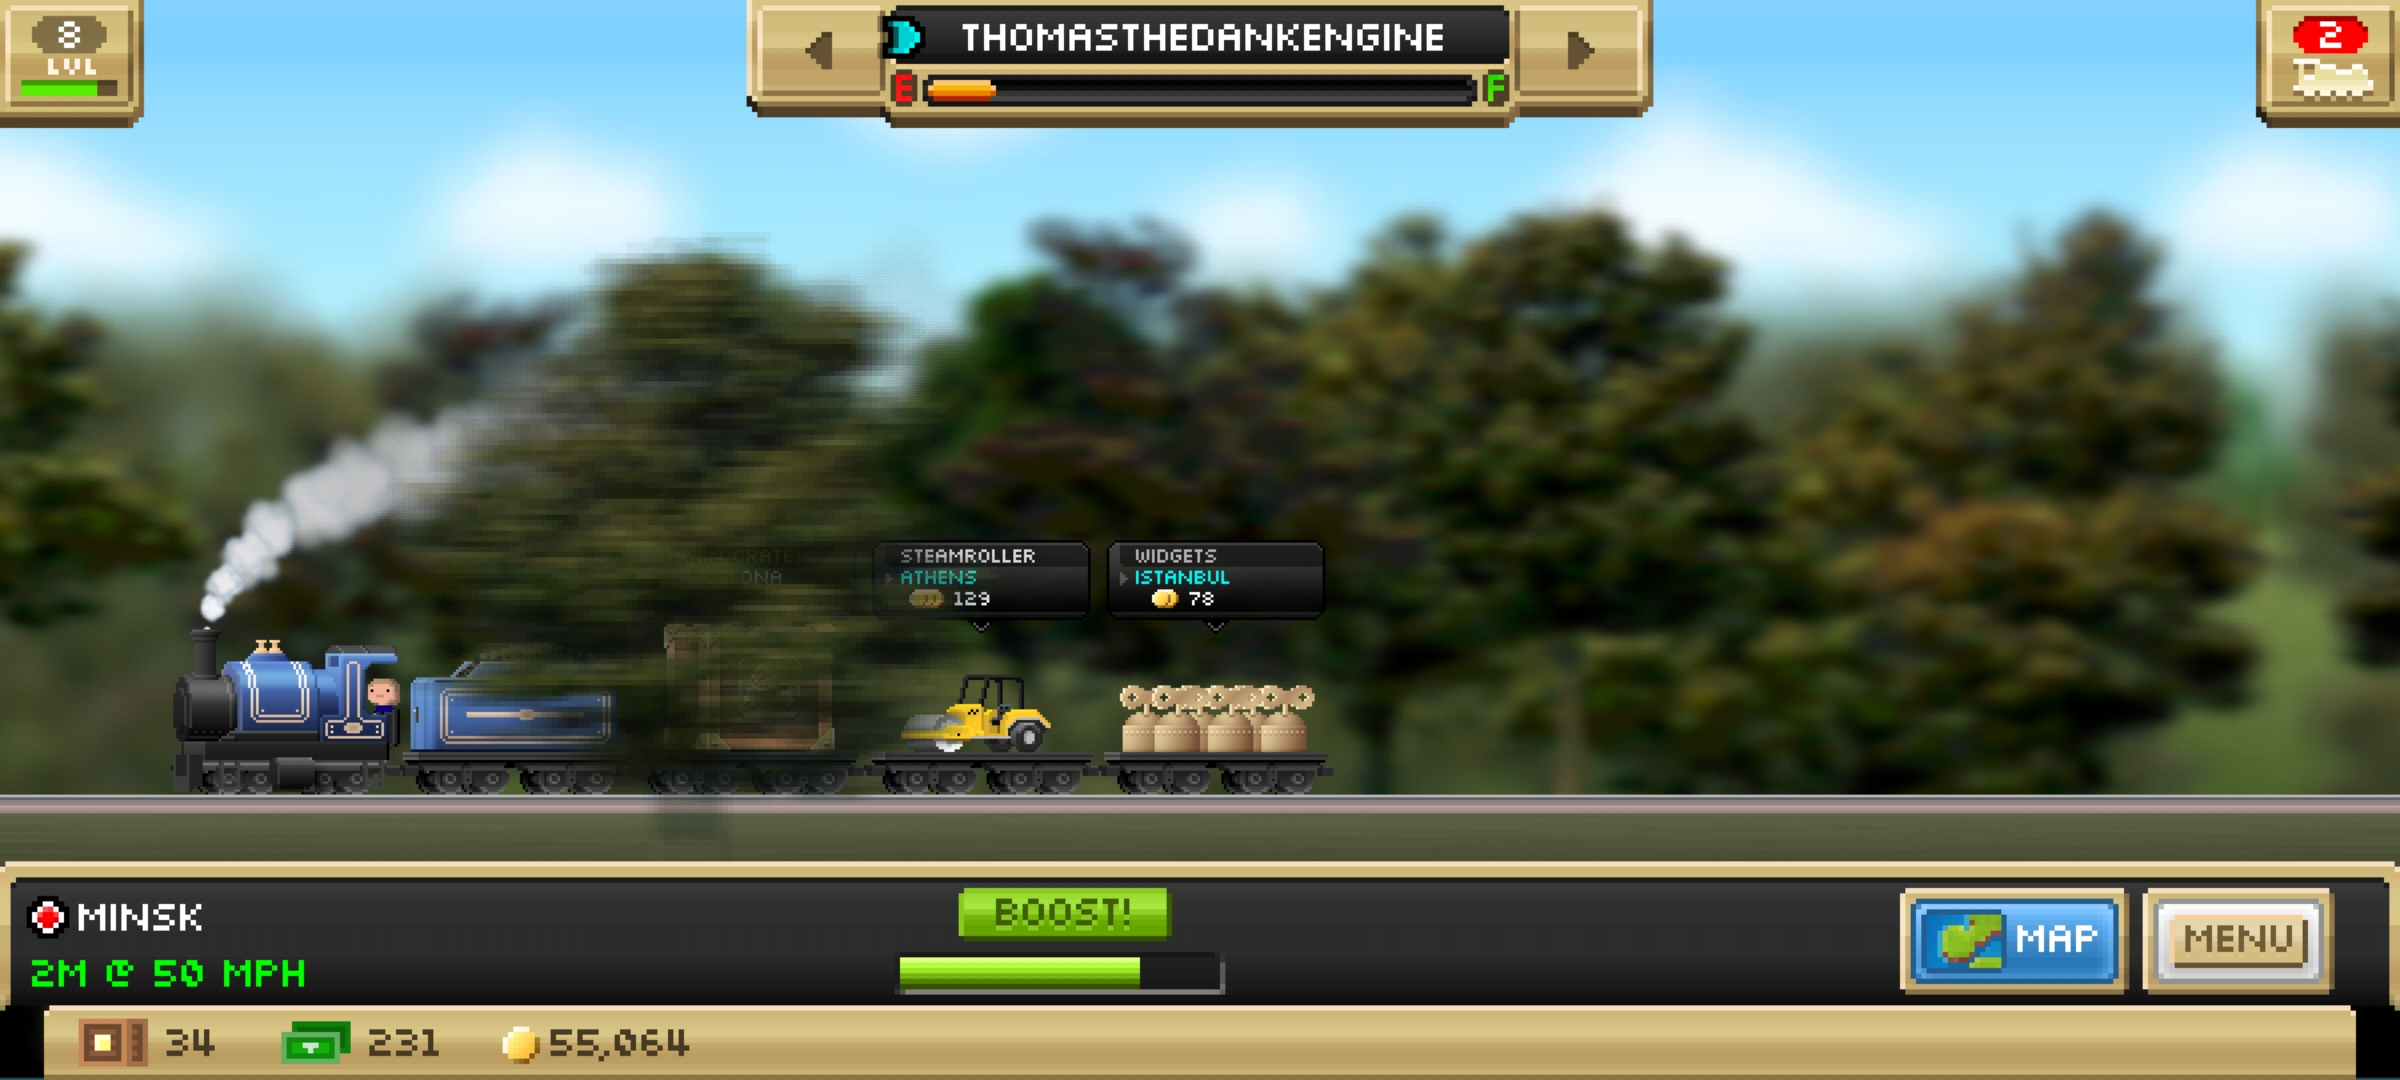 8
LVL
THOMASTHEDANKENGINE
E
F
2
STEAMROLLER
ATHENS
129
WIDGETS
ISTANBUL
78
MINSK
2M @ 50 MPH
BOOST!
MAP
MENU
34
231
55,064